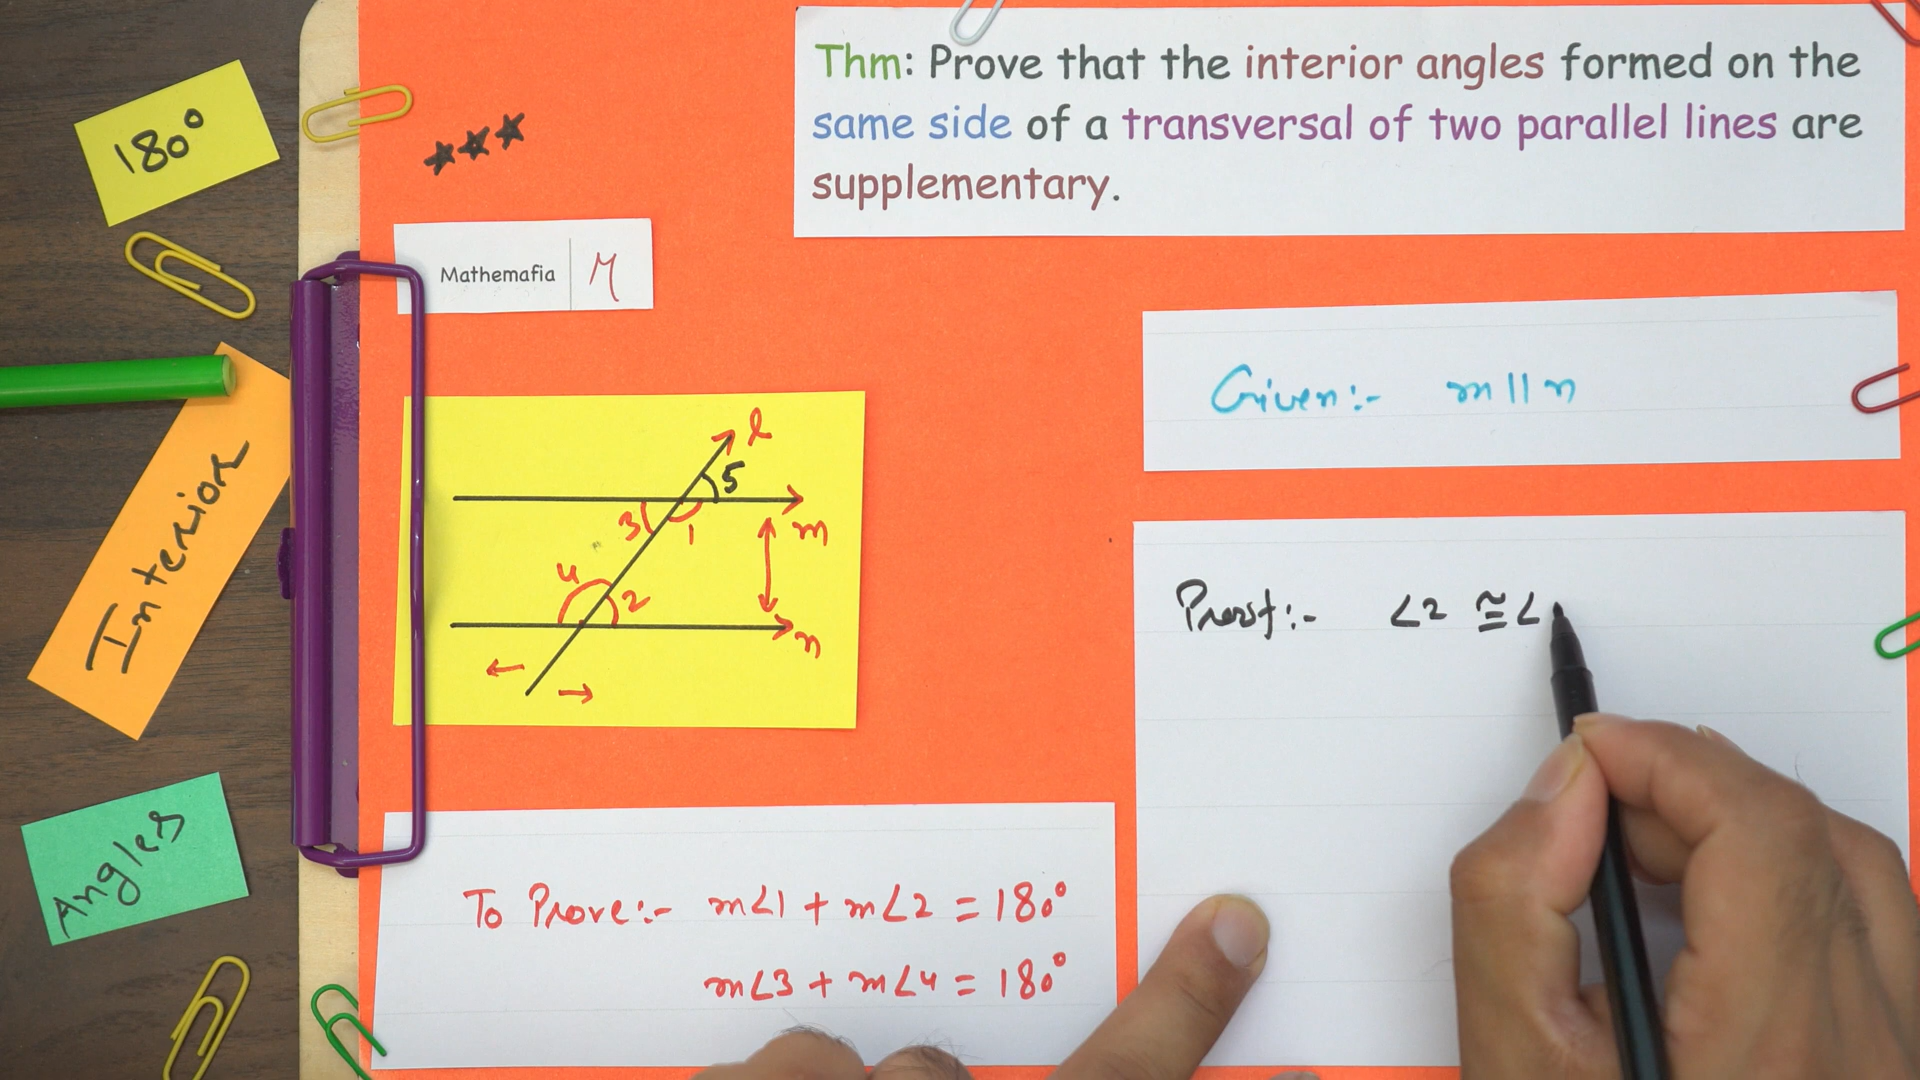 Thm: Prove that the interior angles formed on the
same side of a transversal of two parallel lines are
supplementary.
180°
Mathemafia M
Given:- m || n
Interior
l
5
3
1
m
4
2
n
Proof:- ∠2 ≅ ∠
Angles
To Prove:- m∠1 + m∠2 = 180°
m∠3 + m∠4 = 180°